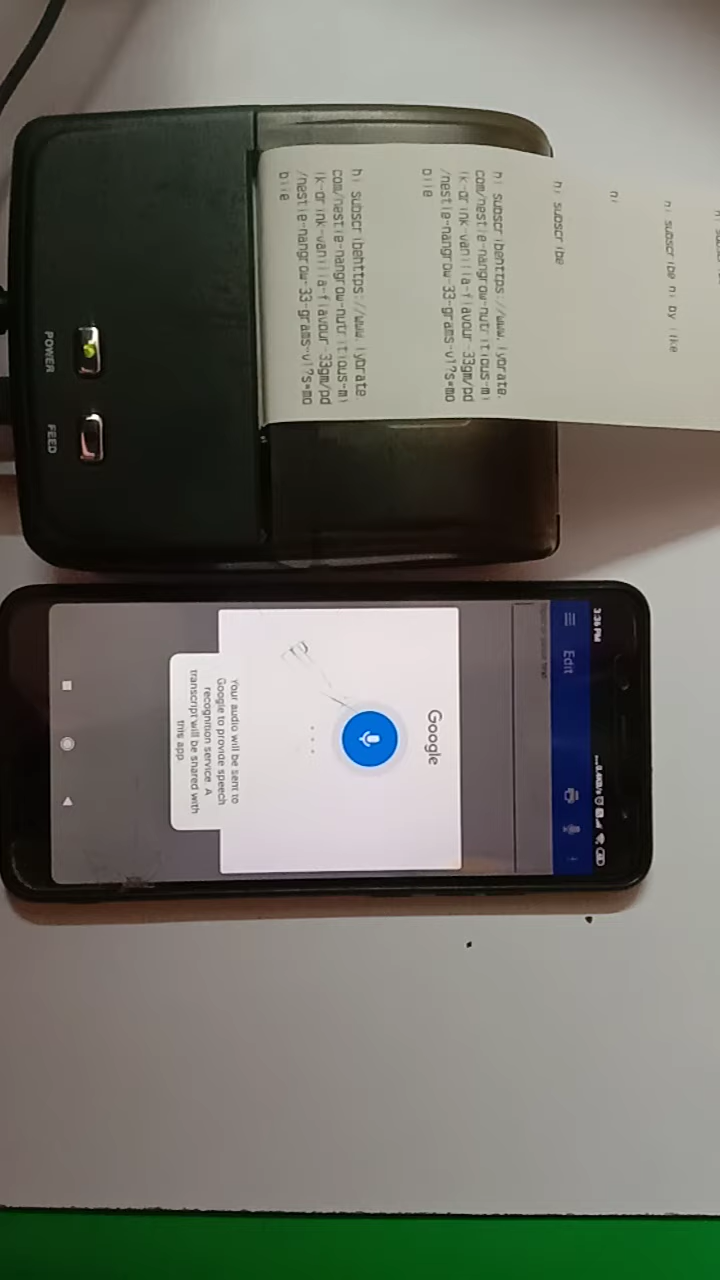 hi subscribe hi by like
hi
hi subscribe
hi subscribehttps://www.lybrate.
com/nestle-nangrow-nutritious-mi
lk-drink-vanilla-flavour-33gm/pd
/nestle-nangrow-33-grams-v1?s=mo
bile
hi subscribehttps://www.lybrate.
com/nestle-nangrow-nutritious-mi
lk-drink-vanilla-flavour-33gm/pd
/nestle-nangrow-33-grams-v1?s=mo
bile
POWER
FEED
3:36 PM
Edit
Google
Your audio will be sent to
Google to provide speech
recognition service. A
transcript will be shared with
this app.